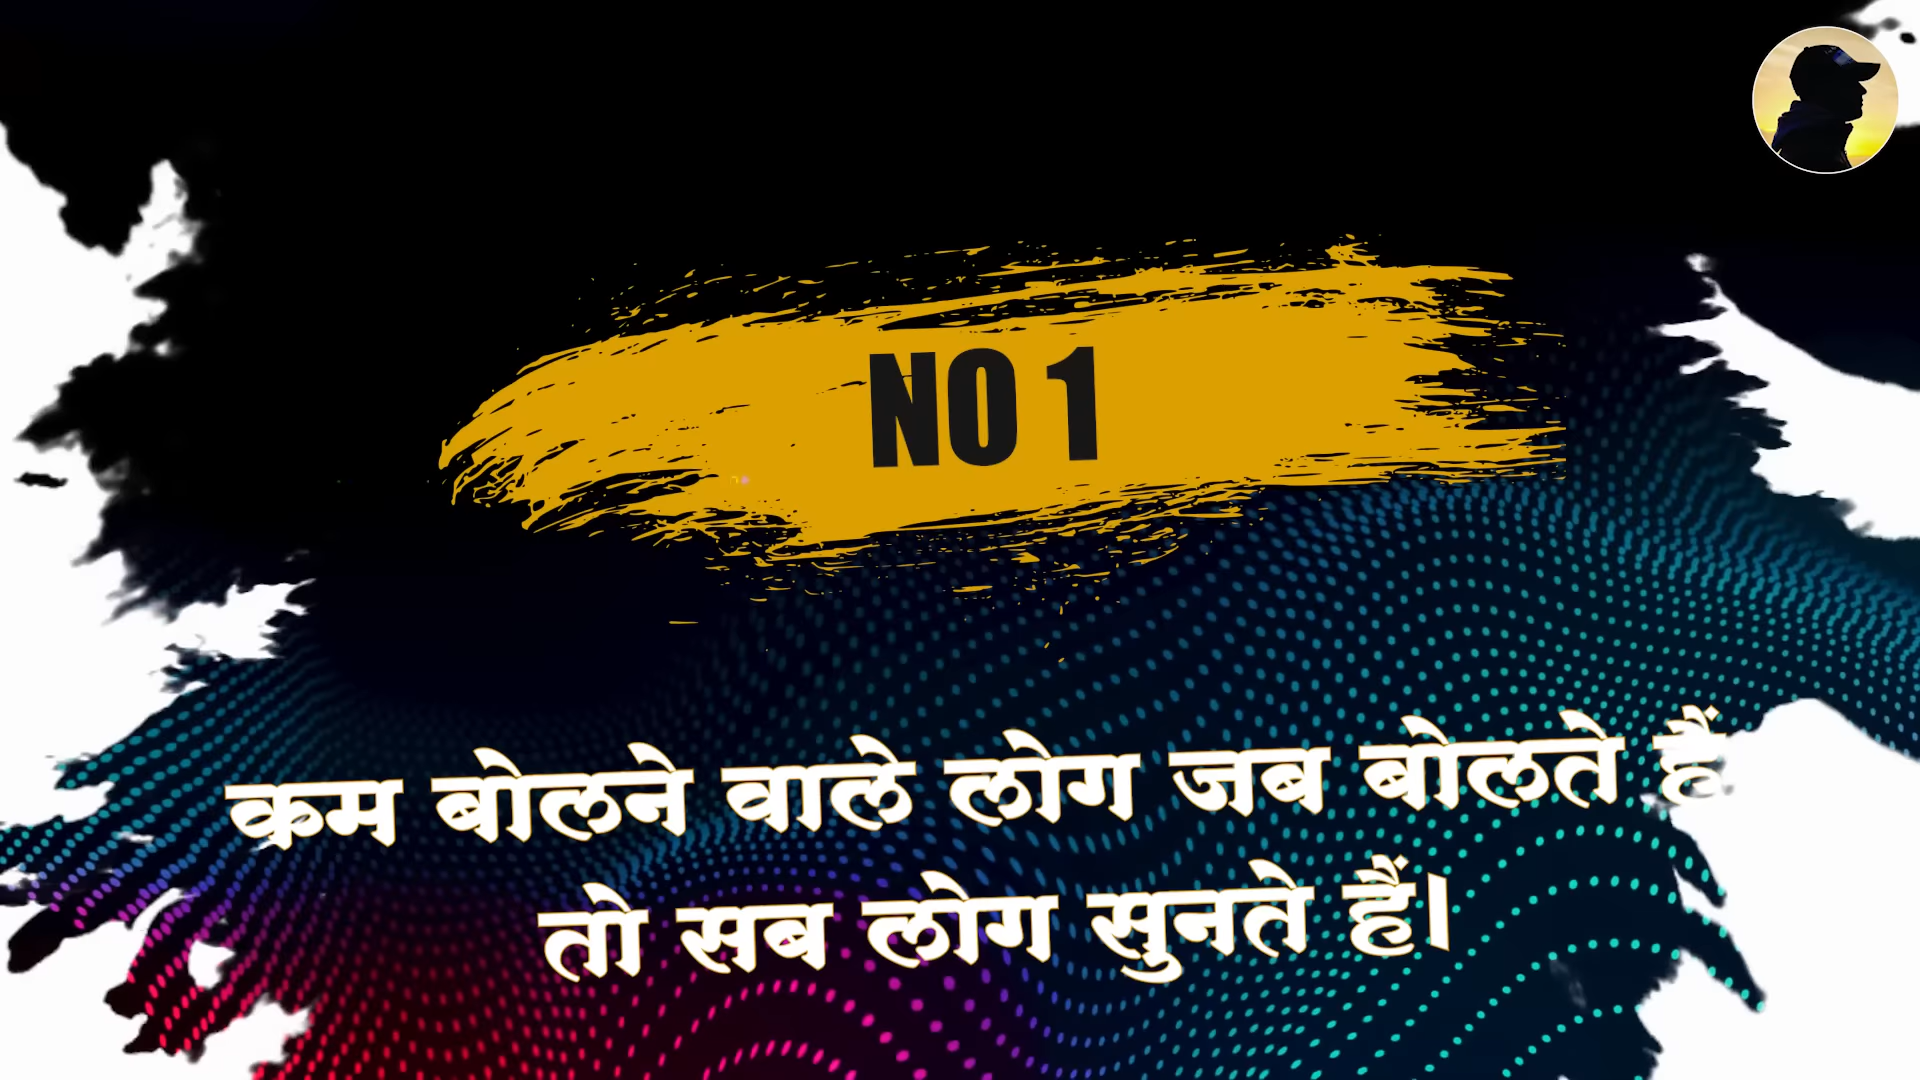 NO 1
कम बोलने वाले लोग जब बोलते हैं
तो सब लोग सुनते हैं।